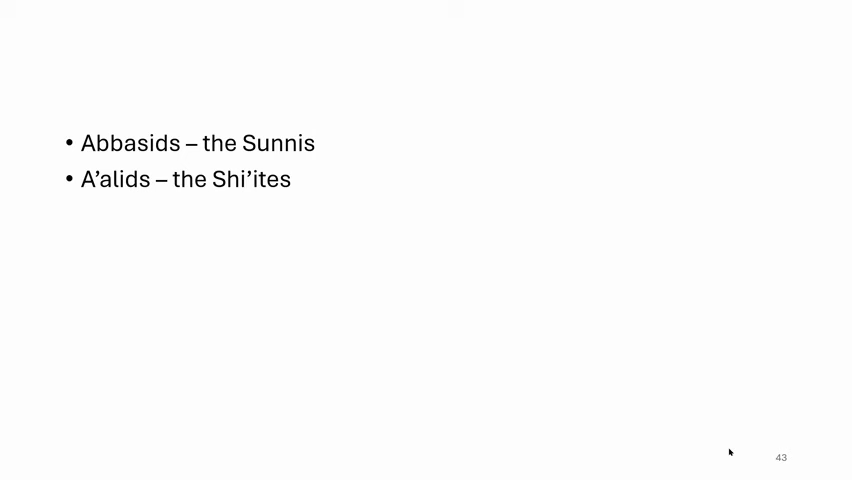 • Abbasids – the Sunnis
• A’alids – the Shi’ites
43